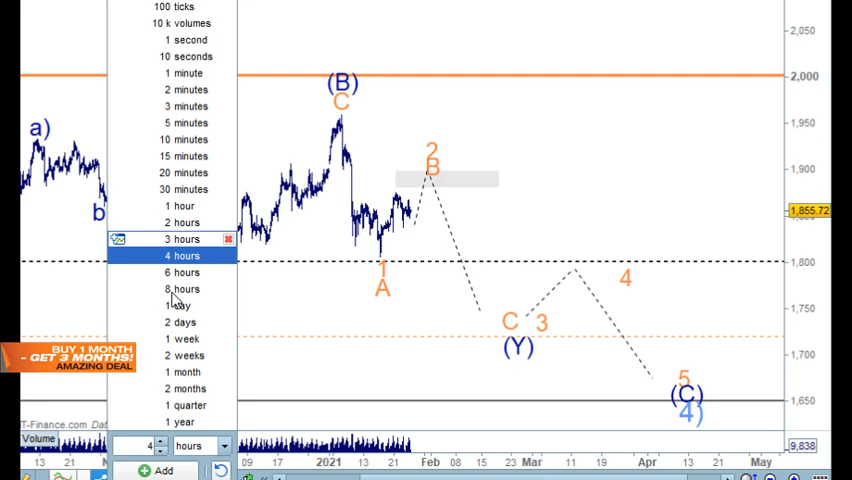 100 ticks
10 k volumes
1 second
10 seconds
1 minute
2 minutes
3 minutes
5 minutes
10 minutes
15 minutes
20 minutes
30 minutes
1 hour
2 hours
3 hours
4 hours
6 hours
8 hours
1 day
2 days
1 week
2 weeks
1 month
2 months
1 quarter
1 year
4 hours
Add
a)
b
(B)
C
2
B
1
A
C 3
(Y)
4
5
(C)
4)
2,050
2,000
1,950
1,900
1,855.72
1,800
1,750
1,700
1,650
9,838
BUY 1 MONTH
- GET 3 MONTHS!
AMAZING DEAL
T-Finance.com Dat
Volume
13 21 09 17 2021 13 21 Feb 08 15 23 Mar 11 21 Apr 13 21 May